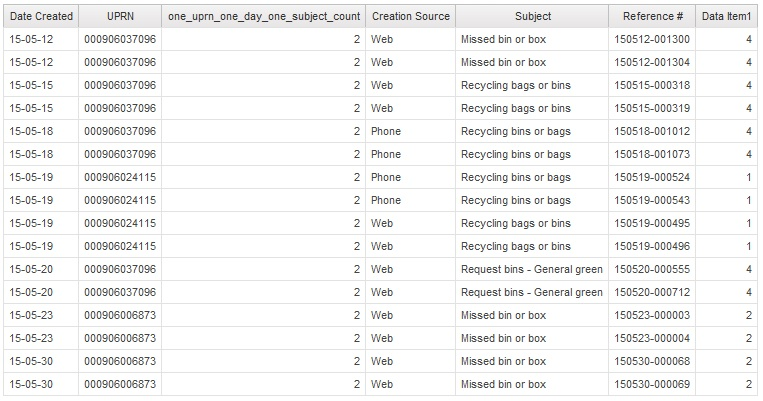 Date Created UPRN one_uprn_one_day_one_subject_count Creation Source Subject Reference # Data Item1
15-05-12 000906037096 2 Web Missed bin or box 150512-001300 4
15-05-12 000906037096 2 Web Missed bin or box 150512-001304 4
15-05-15 000906037096 2 Web Recycling bags or bins 150515-000318 4
15-05-15 000906037096 2 Web Recycling bags or bins 150515-000319 4
15-05-18 000906037096 2 Phone Recycling bins or bags 150518-001012 4
15-05-18 000906037096 2 Phone Recycling bins or bags 150518-001073 4
15-05-19 000906024115 2 Phone Recycling bins or bags 150519-000524 1
15-05-19 000906024115 2 Phone Recycling bins or bags 150519-000543 1
15-05-19 000906024115 2 Web Recycling bags or bins 150519-000495 1
15-05-19 000906024115 2 Web Recycling bags or bins 150519-000496 1
15-05-20 000906037096 2 Web Request bins - General green 150520-000555 4
15-05-20 000906037096 2 Web Request bins - General green 150520-000712 4
15-05-23 000906006873 2 Web Missed bin or box 150523-000003 2
15-05-23 000906006873 2 Web Missed bin or box 150523-000004 2
15-05-30 000906006873 2 Web Missed bin or box 150530-000068 2
15-05-30 000906006873 2 Web Missed bin or box 150530-000069 2